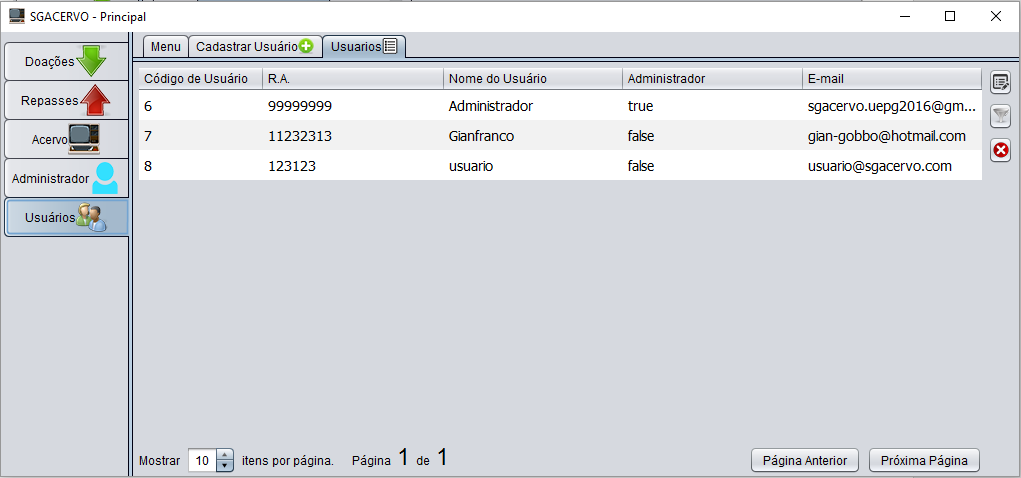 SGACERVO - Principal
Menu Cadastrar Usuário Usuarios
Doações
Repasses
Acervo
Administrador
Usuários
Código de Usuário R.A. Nome do Usuário Administrador E-mail
6 99999999 Administrador true sgacervo.uepg2016@gm...
7 11232313 Gianfranco false gian-gobbo@hotmail.com
8 123123 usuario false usuario@sgacervo.com
Mostrar 10 itens por página. Página 1 de 1 Página Anterior Próxima Página